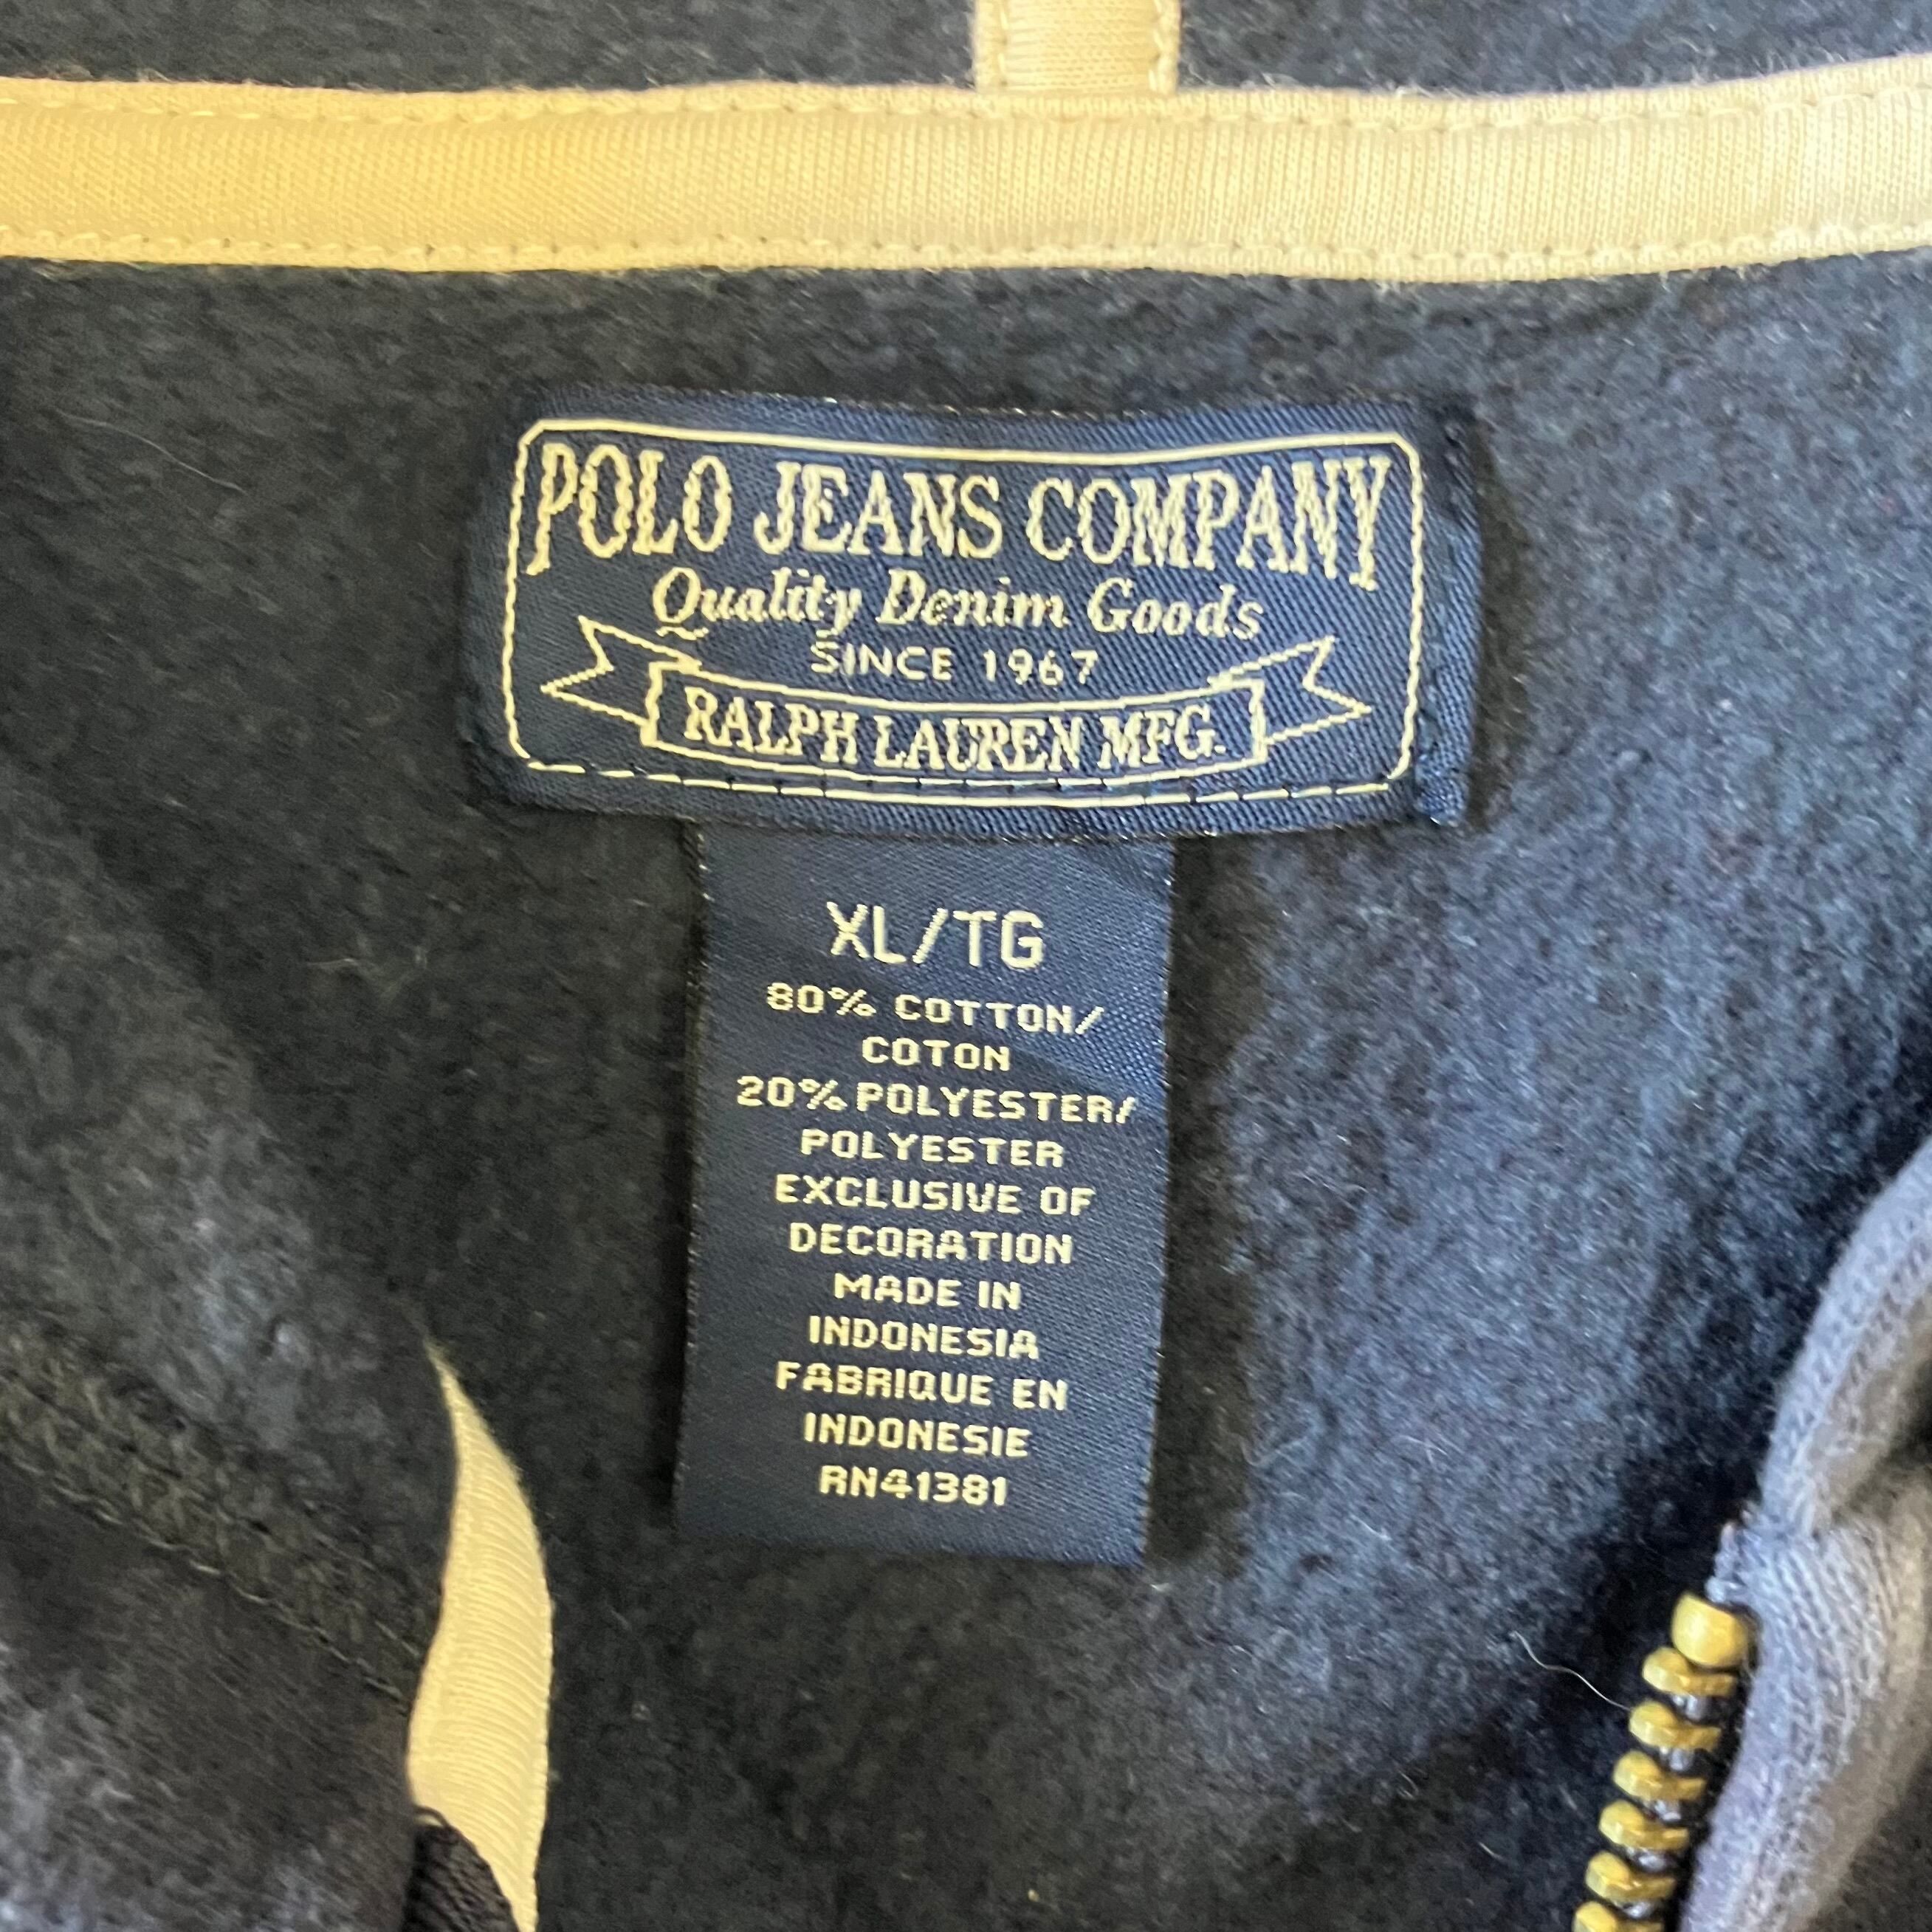 POLO JEANS COMPANY
Quality Denim Goods
SINCE 1967
RALPH LAUREN MFG.
XL/TG
80% COTTON/
COTON
20% POLYESTER/
POLYESTER
EXCLUSIVE OF
DECORATION
MADE IN
INDONESIA
FABRIQUE EN
INDONESIE
RN41381